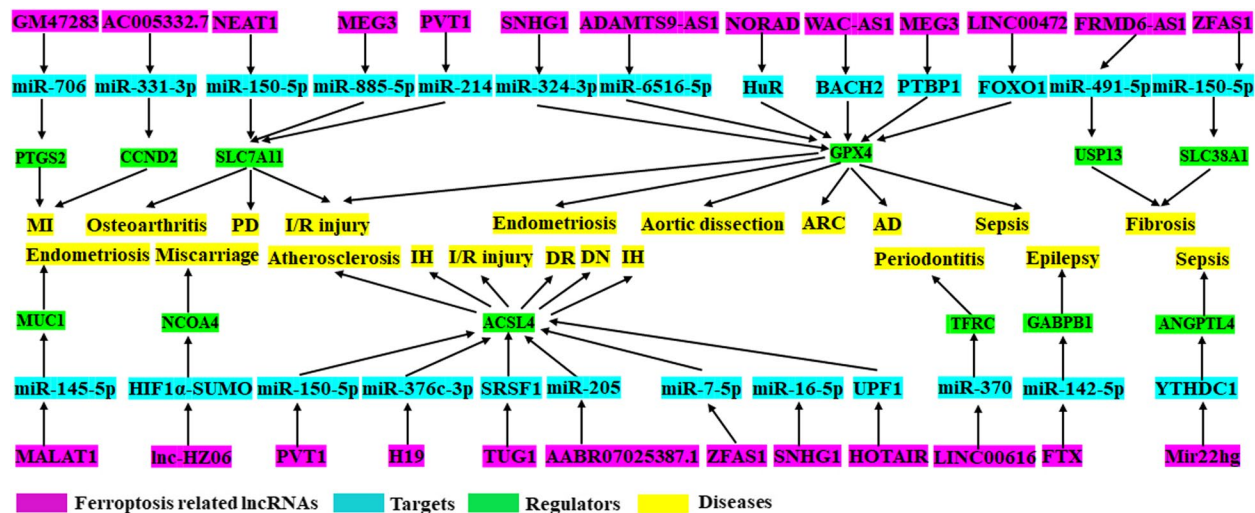 GM47283 AC005332.7 NEAT1 MEG3 PVT1 SNHG1 ADAMTS9-AS1 NORAD WAC-AS1 MEG3 LINC00472 FRMD6-AS1 ZFAS1
miR-706 miR-331-3p miR-150-5p miR-885-5p miR-214 miR-324-3p miR-6516-5p HuR BACH2 PTBP1 FOXO1 miR-491-5p miR-150-5p
PTGS2 CCND2 SLC7A11 GPX4 USP13 SLC38A1
MI Osteoarthritis PD I/R injury Endometriosis Aortic dissection ARC AD Sepsis Fibrosis
Endometriosis Miscarriage Atherosclerosis IH I/R injury DR DN IH Periodontitis Epilepsy Sepsis
MUC1 NCOA4 ACSL4 TFRC GABPB1 ANGPTL4
miR-145-5p HIF1α-SUMO miR-150-5p miR-376c-3p SRSF1 miR-205 miR-7-5p miR-16-5p UPF1 miR-370 miR-142-5p YTHDC1
MALAT1 lnc-HZ06 PVT1 H19 TUG1 AABR07025387.1 ZFAS1 SNHG1 HOTAIR LINC00616 FTX Mir22hg
Ferroptosis related lncRNAs Targets Regulators Diseases